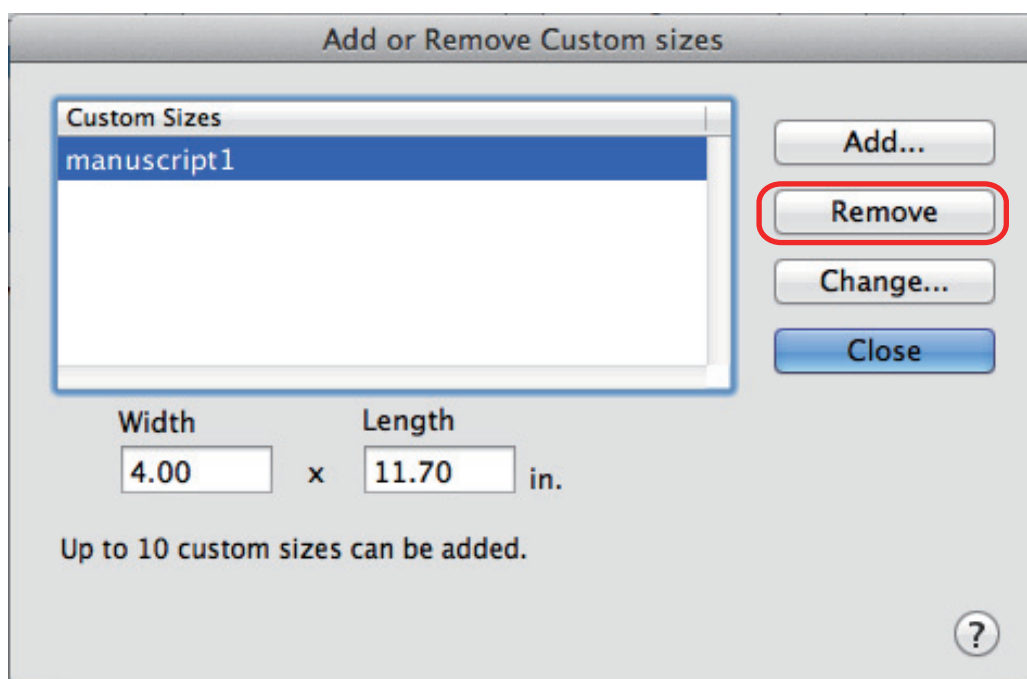 Add or Remove Custom sizes
Custom Sizes
manuscript1
Add...
Remove
Change...
Close
Width Length
4.00 x 11.70 in.
Up to 10 custom sizes can be added.
?